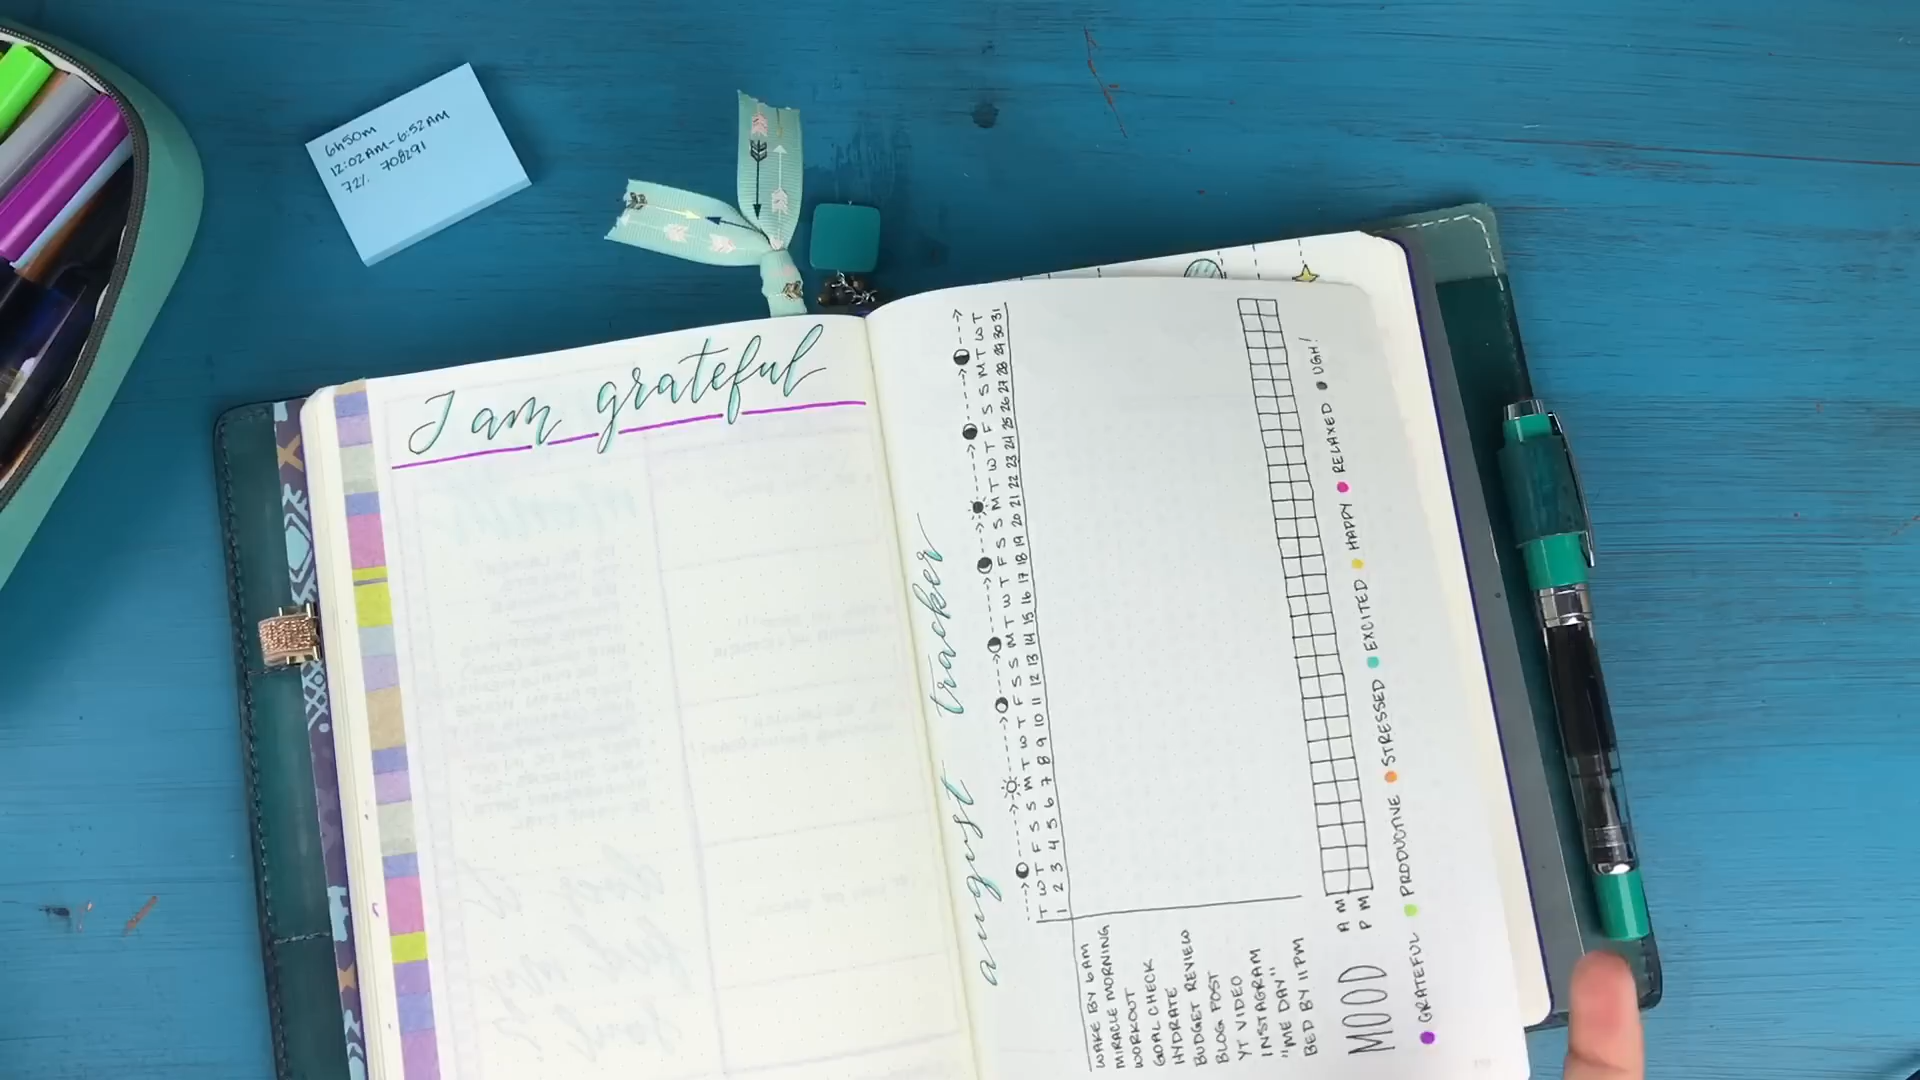 6h50m
12:02AM-6:52AM
72% 708291
I am grateful
august tracker
T W T F S S M T W T F S S M T W T F S S M T W T F S S M T W T
1 2 3 4 5 6 7 8 9 10 11 12 13 14 15 16 17 18 19 20 21 22 23 24 25 26 27 28 29 30 31
WAKE BY 6AM
MIRACLE MORNING
WORKOUT
GOAL CHECK
HYDRATE
BUDGET REVIEW
BLOG POST
YT VIDEO
INSTAGRAM
"ME DAY"
BED BY 11PM
MOOD
AM
PM
GRATEFUL PRODUCTIVE STRESSED EXCITED HAPPY RELAXED UGH!